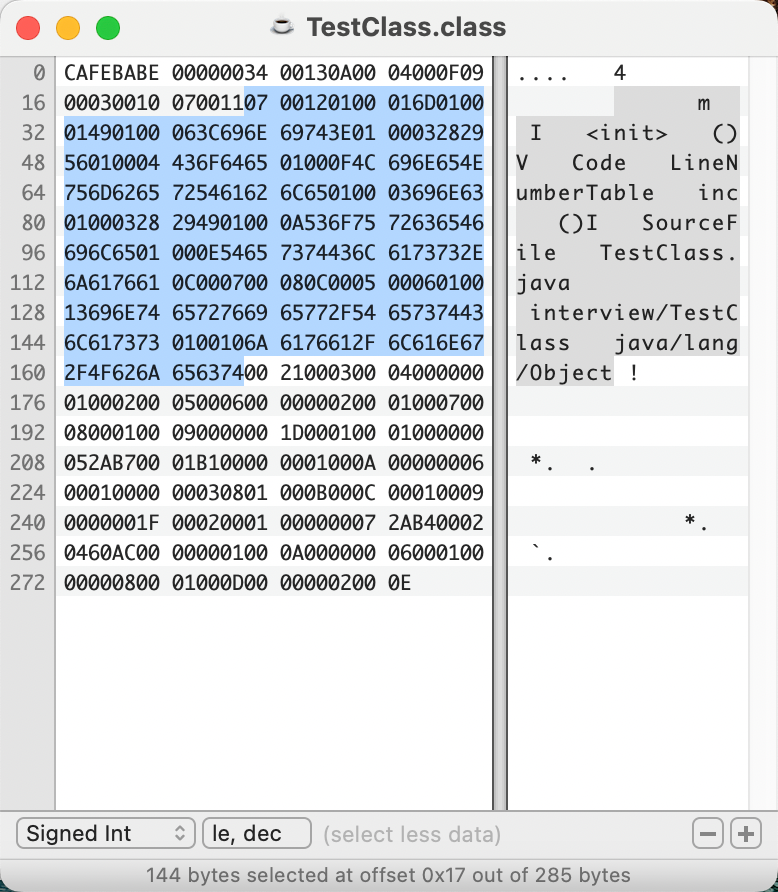 TestClass.class
0 CAFEBABE 00000034 00130A00 04000F09 .... 4
16 00030010 07001107 00120100 016D0100 m
32 01490100 063C696E 69743E01 00032829 I <init> ()
48 56010004 436F6465 01000F4C 696E654E V Code LineN
64 756D6265 72546162 6C650100 03696E63 umberTable inc
80 01000328 29490100 0A536F75 72636546 ()I SourceF
96 696C6501 000E5465 7374436C 6173732E ile TestClass.
112 6A617661 0C000700 080C0005 00060100 java
128 13696E74 65727669 65772F54 65737443 interview/TestC
144 6C617373 0100106A 6176612F 6C616E67 lass java/lang
160 2F4F626A 65637400 21000300 04000000 /Object !
176 01000200 05000600 00000200 01000700
192 08000100 09000000 1D000100 01000000
208 052AB700 01B10000 0001000A 00000006 *. .
224 00010000 00030801 000B000C 00010009
240 0000001F 00020001 00000007 2AB40002 *.
256 0460AC00 00000100 0A000000 06000100 `.
272 00000800 01000D00 00000200 0E
Signed Int le, dec (select less data)
144 bytes selected at offset 0x17 out of 285 bytes